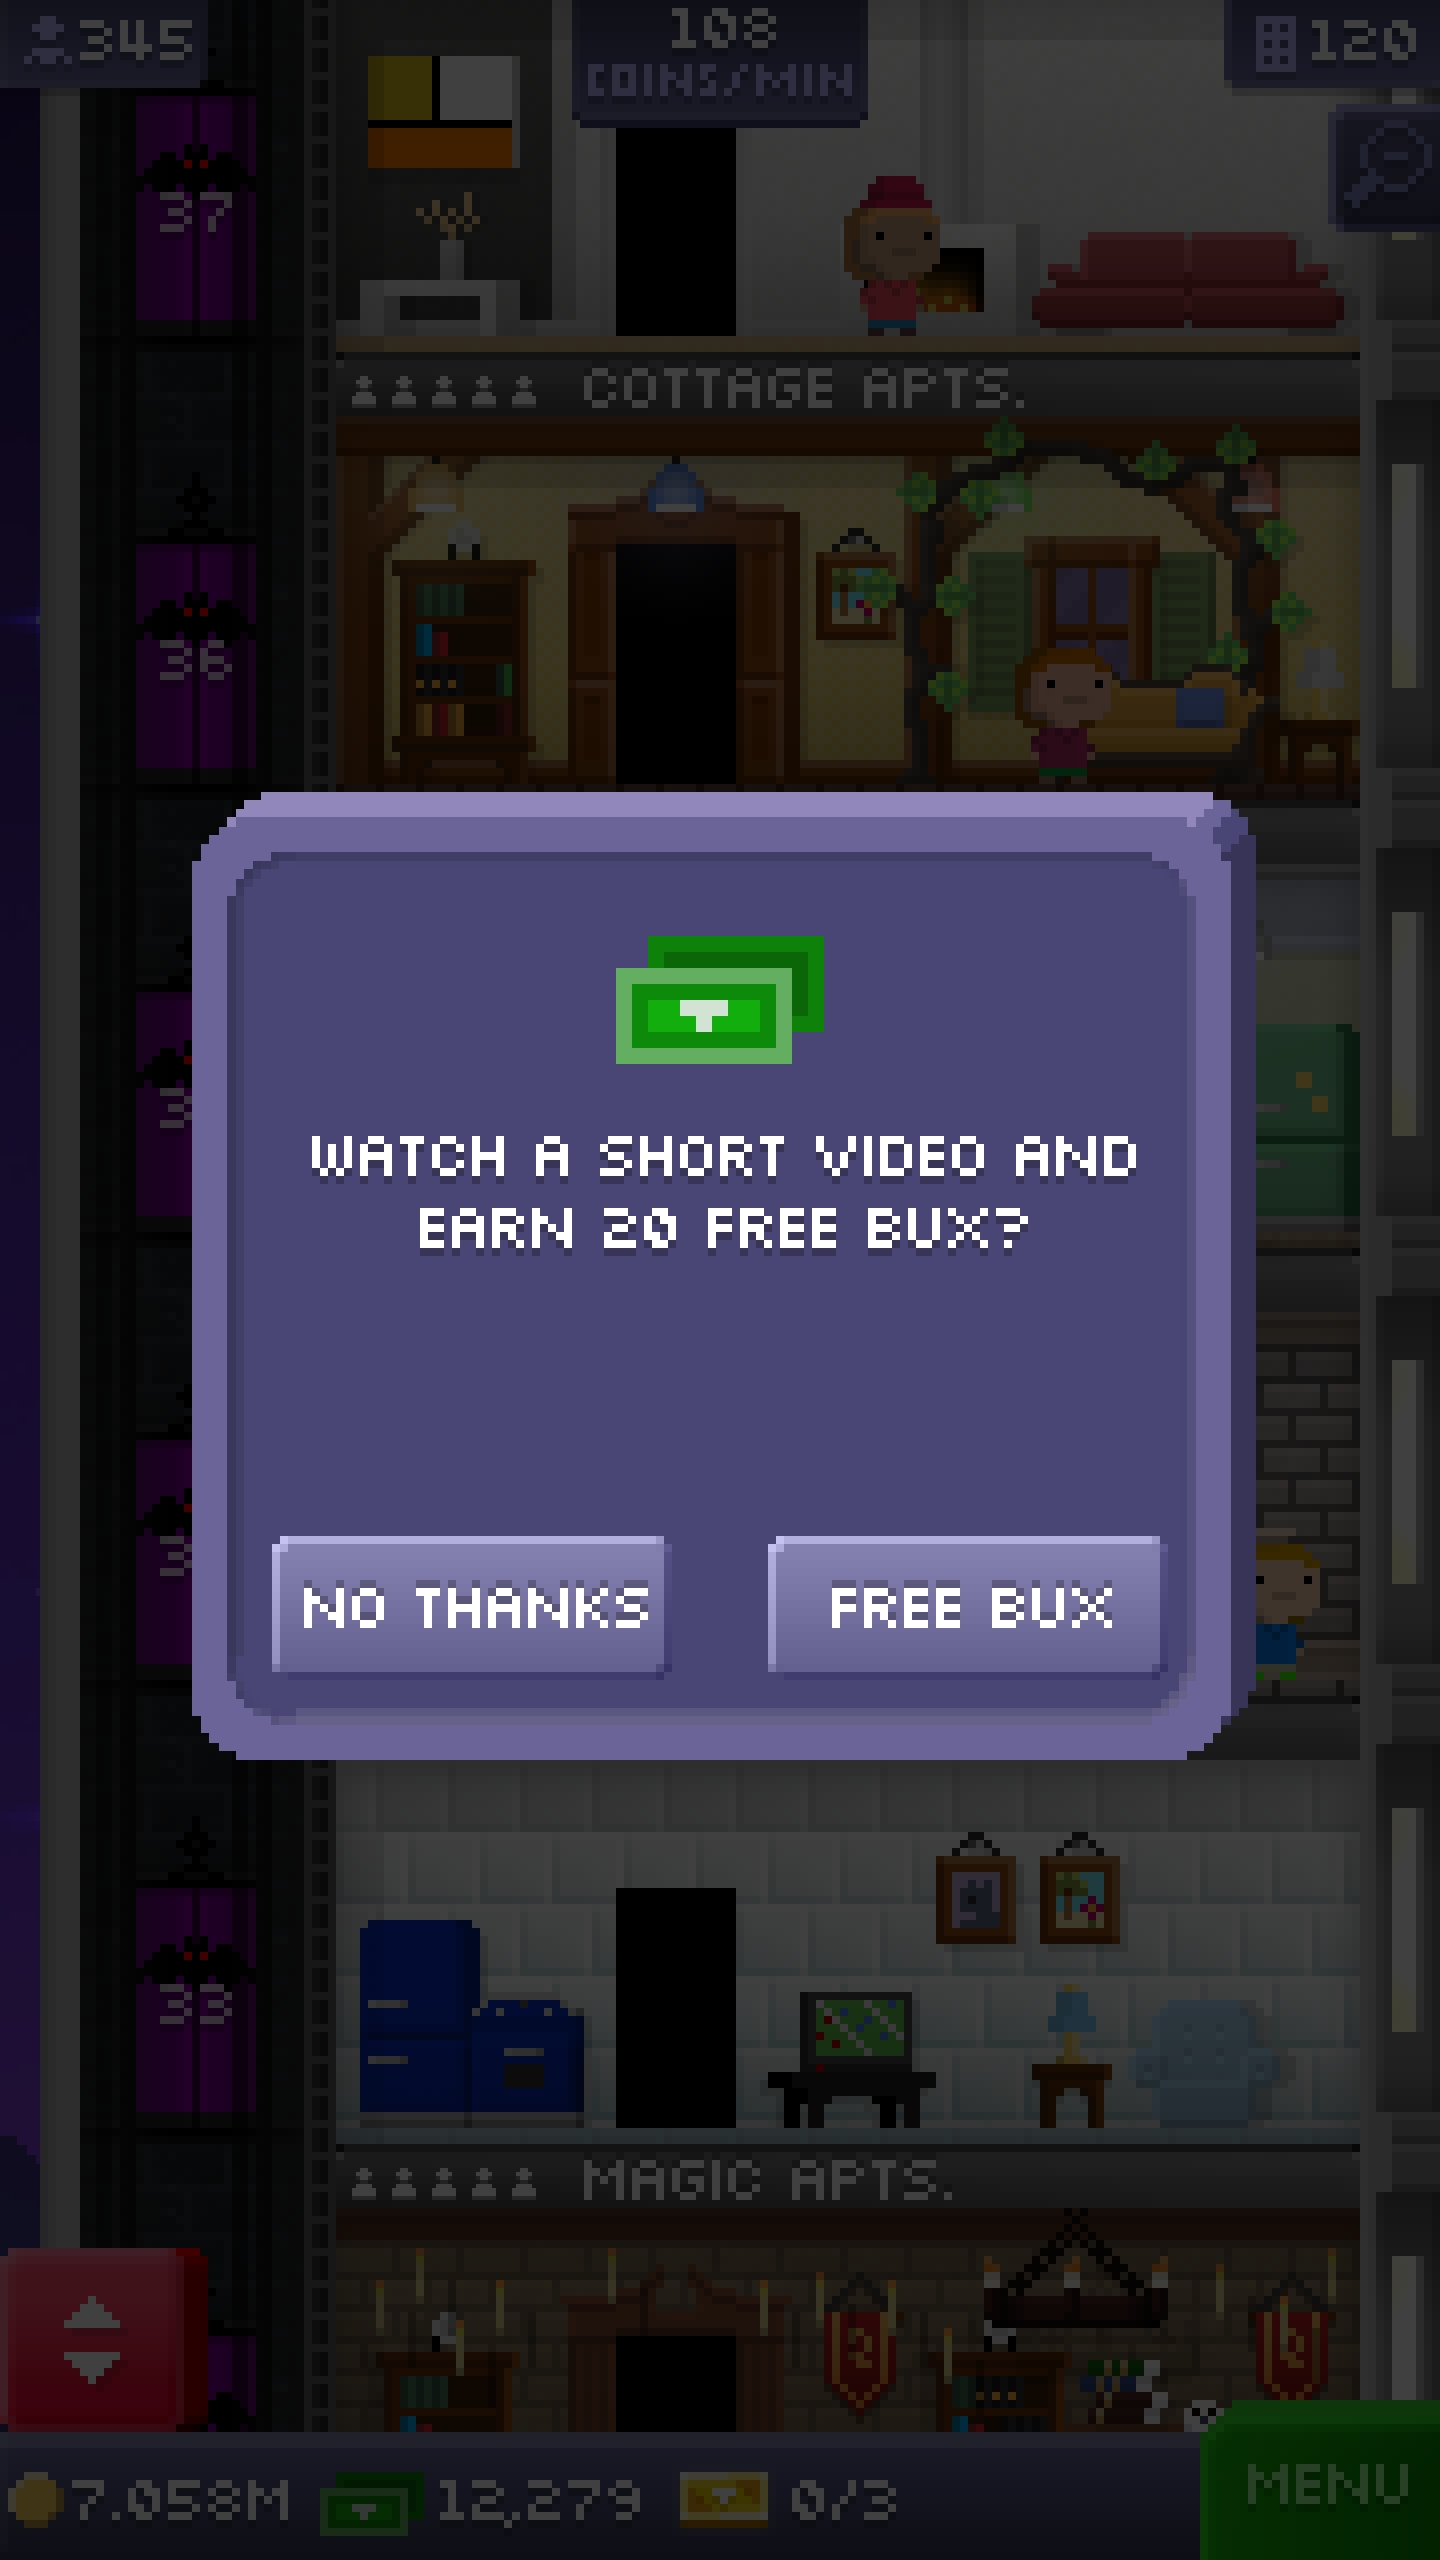 345
108
COINS/MIN
120
37
COTTAGE APTS.
36
WATCH A SHORT VIDEO AND
EARN 20 FREE BUX?
NO THANKS
FREE BUX
33
MAGIC APTS.
7.058M
12,279
0/3
MENU